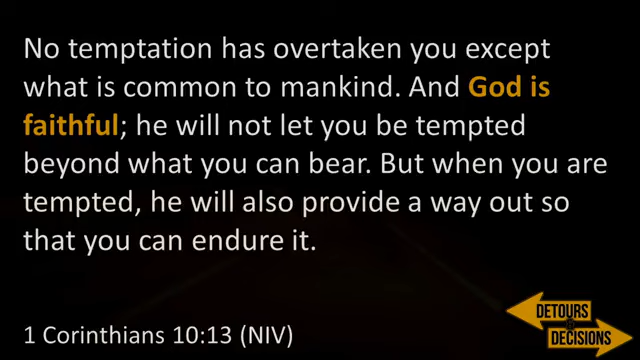 No temptation has overtaken you except
what is common to mankind. And God is
faithful; he will not let you be tempted
beyond what you can bear. But when you are
tempted, he will also provide a way out so
that you can endure it.
1 Corinthians 10:13 (NIV)
DETOURS
&
DECISIONS